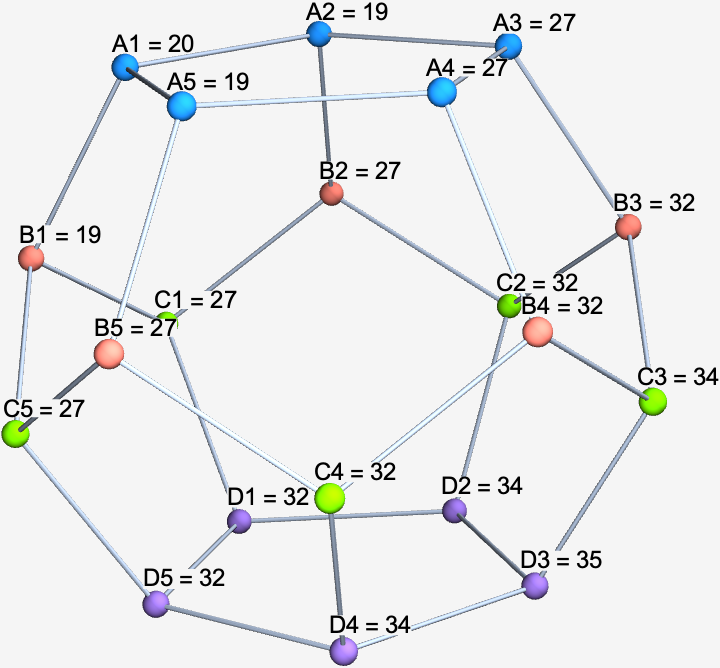 A2 = 19
A3 = 27
A1 = 20
A4 = 27
A5 = 19
B2 = 27
B3 = 32
B1 = 19
C2 = 32
C1 = 27
B4 = 32
B5 = 27
C3 = 34
C5 = 27
C4 = 32
D2 = 34
D1 = 32
D3 = 35
D5 = 32
D4 = 34